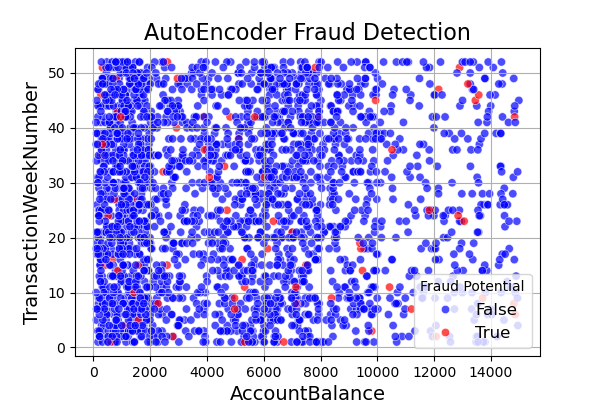 AutoEncoder Fraud Detection
TransactionWeekNumber
50
40
30
20
10
0
Fraud Potential
False
True
0 2000 4000 6000 8000 10000 12000 14000
AccountBalance